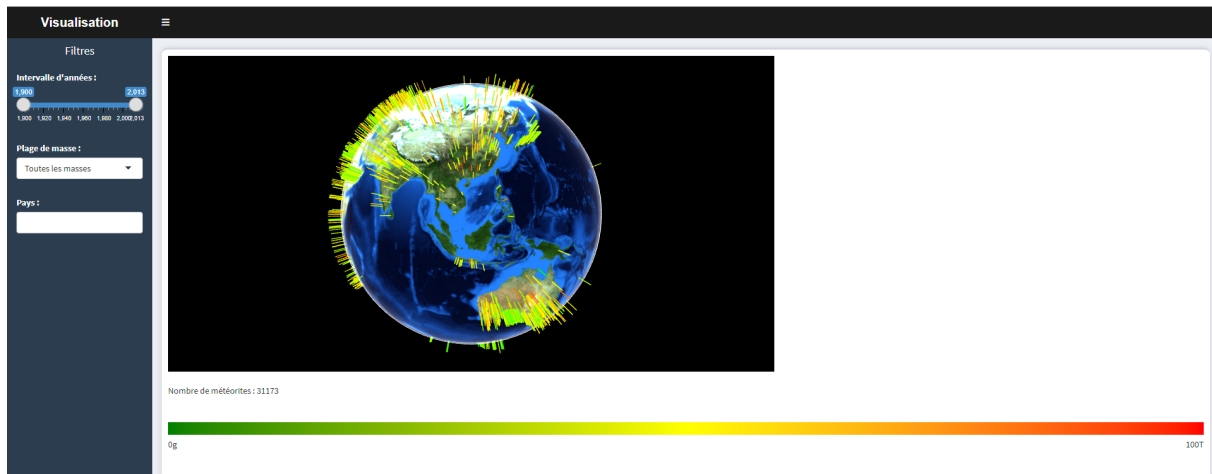 Visualisation
Filtres
Intervalle d'années :
1,900 2,013
1,900 1,920 1,940 1,960 1,980 2,000 2,013
Plage de masse :
Toutes les masses
Pays :
Nombre de météorites : 31173
0g 100T